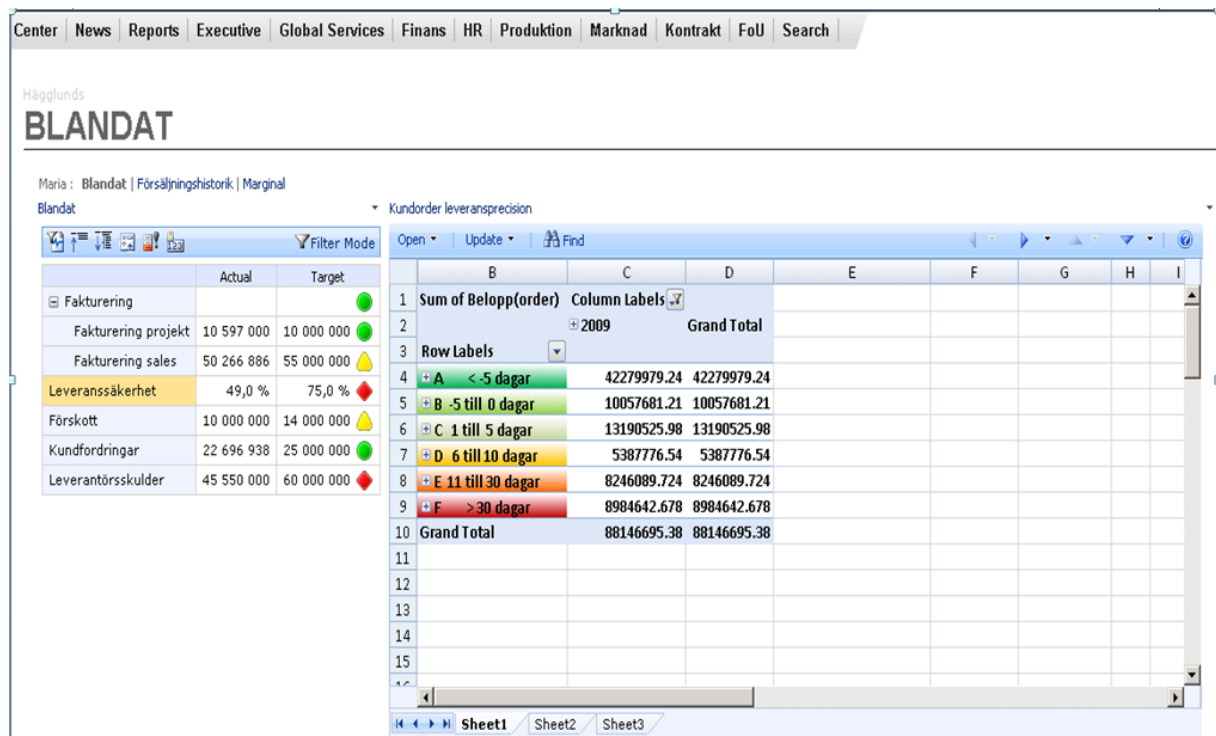 Center News Reports Executive Global Services Finans HR Produktion Marknad Kontrakt FoU Search
Hägglunds
BLANDAT
Maria : Blandat | Försäljningshistorik | Marginal
Blandat
Filter Mode
Actual Target
Fakturering
Fakturering projekt 10 597 000 10 000 000
Fakturering sales 50 266 886 55 000 000
Leveranssäkerhet 49,0 % 75,0 %
Förskott 10 000 000 14 000 000
Kundfordringar 22 696 938 25 000 000
Leverantörsskulder 45 550 000 60 000 000
Kundorder leveransprecision
Open Update Find
B C D E F G H I
1 Sum of Belopp(order) Column Labels
2 2009 Grand Total
3 Row Labels
4 A < -5 dagar 42279979.24 42279979.24
5 B -5 till 0 dagar 10057681.21 10057681.21
6 C 1 till 5 dagar 13190525.98 13190525.98
7 D 6 till 10 dagar 5387776.54 5387776.54
8 E 11 till 30 dagar 8246089.724 8246089.724
9 F > 30 dagar 8984642.678 8984642.678
10 Grand Total 88146695.38 88146695.38
11
12
13
14
15
Sheet1 Sheet2 Sheet3